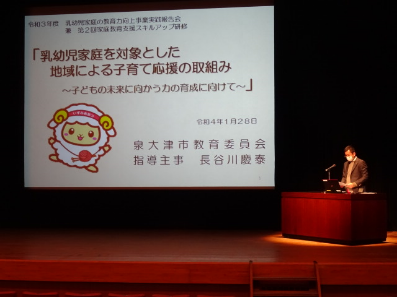 令和3年度　乳幼児家庭の教育力向上事業実践報告会
兼　第2回家庭教育支援スキルアップ研修
「乳幼児家庭を対象とした
地域による子育て応援の取組み
～子どもの未来に向かう力の育成に向けて～」
令和4年1月28日
泉大津市教育委員会
指導主事　長谷川慶泰